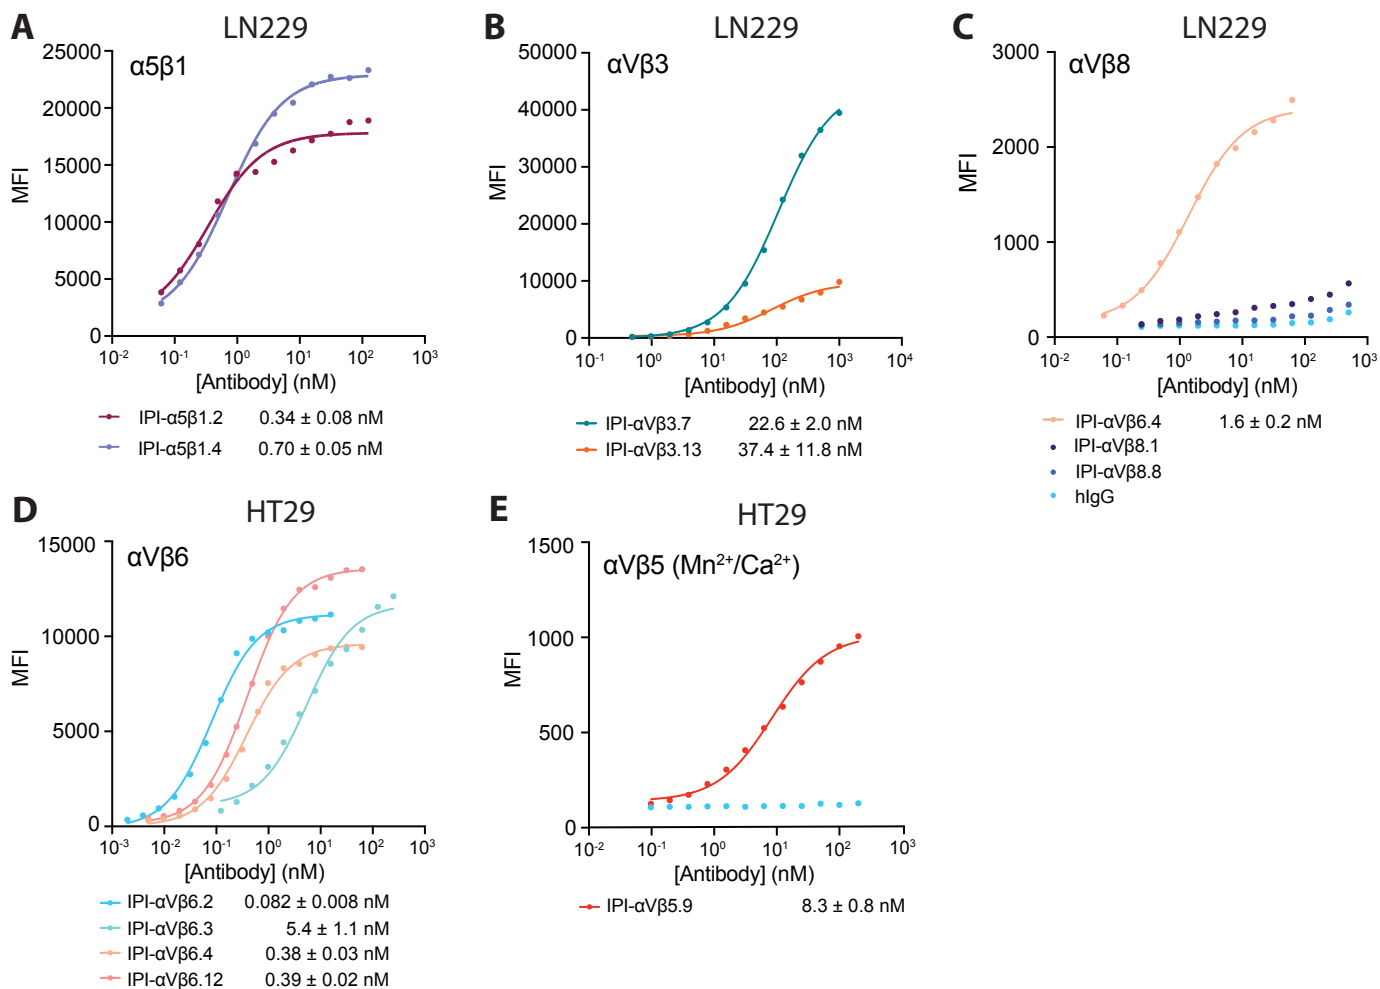 A
LN229
α5β1
25000
20000
15000
10000
5000
0
MFI
10-2
10-1
100
101
102
103
[Antibody] (nM)
IPI-α5β1.2 0.34 ± 0.08 nM
IPI-α5β1.4 0.70 ± 0.05 nM
B
LN229
αVβ3
50000
40000
30000
20000
10000
0
MFI
10-1
100
101
102
103
104
[Antibody] (nM)
IPI-αVβ3.7 22.6 ± 2.0 nM
IPI-αVβ3.13 37.4 ± 11.8 nM
C
LN229
αVβ8
3000
2000
1000
0
MFI
10-2
10-1
100
101
102
103
[Antibody] (nM)
IPI-αVβ6.4 1.6 ± 0.2 nM
IPI-αVβ8.1
IPI-αVβ8.8
hIgG
D
HT29
αVβ6
15000
10000
5000
0
MFI
10-3
10-2
10-1
100
101
102
103
[Antibody] (nM)
IPI-αVβ6.2 0.082 ± 0.008 nM
IPI-αVβ6.3 5.4 ± 1.1 nM
IPI-αVβ6.4 0.38 ± 0.03 nM
IPI-αVβ6.12 0.39 ± 0.02 nM
E
HT29
αVβ5 (Mn2+/Ca2+)
1500
1000
500
0
MFI
10-2
10-1
100
101
102
103
[Antibody] (nM)
IPI-αVβ5.9 8.3 ± 0.8 nM